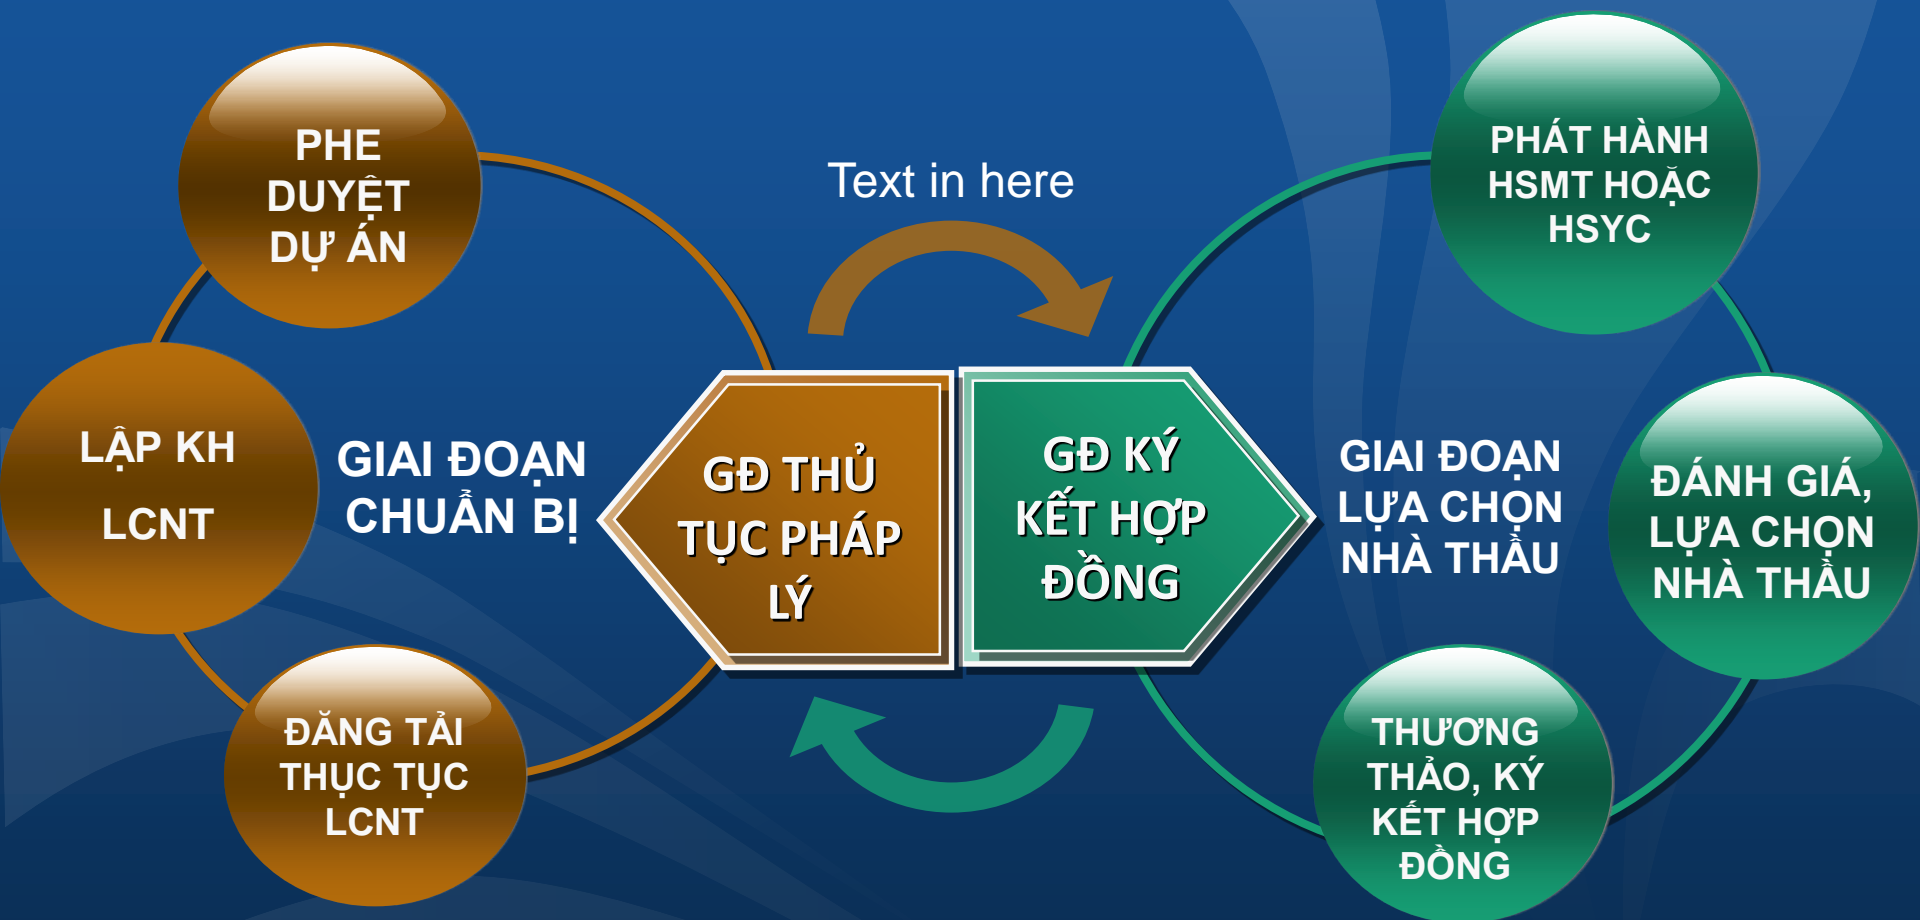 PHE
DUYỆT
DỰ ÁN
LẬP KH
LCNT
ĐĂNG TẢI
THỤC TỤC
LCNT
GIAI ĐOẠN
CHUẨN BỊ
GĐ THỦ
TỤC PHÁP
LÝ
Text in here
GĐ KÝ
KẾT HỢP
ĐỒNG
GIAI ĐOẠN
LỰA CHỌN
NHÀ THẦU
PHÁT HÀNH
HSMT HOẶC
HSYC
ĐÁNH GIÁ,
LỰA CHỌN
NHÀ THẦU
THƯƠNG
THẢO, KÝ
KẾT HỢP
ĐỒNG